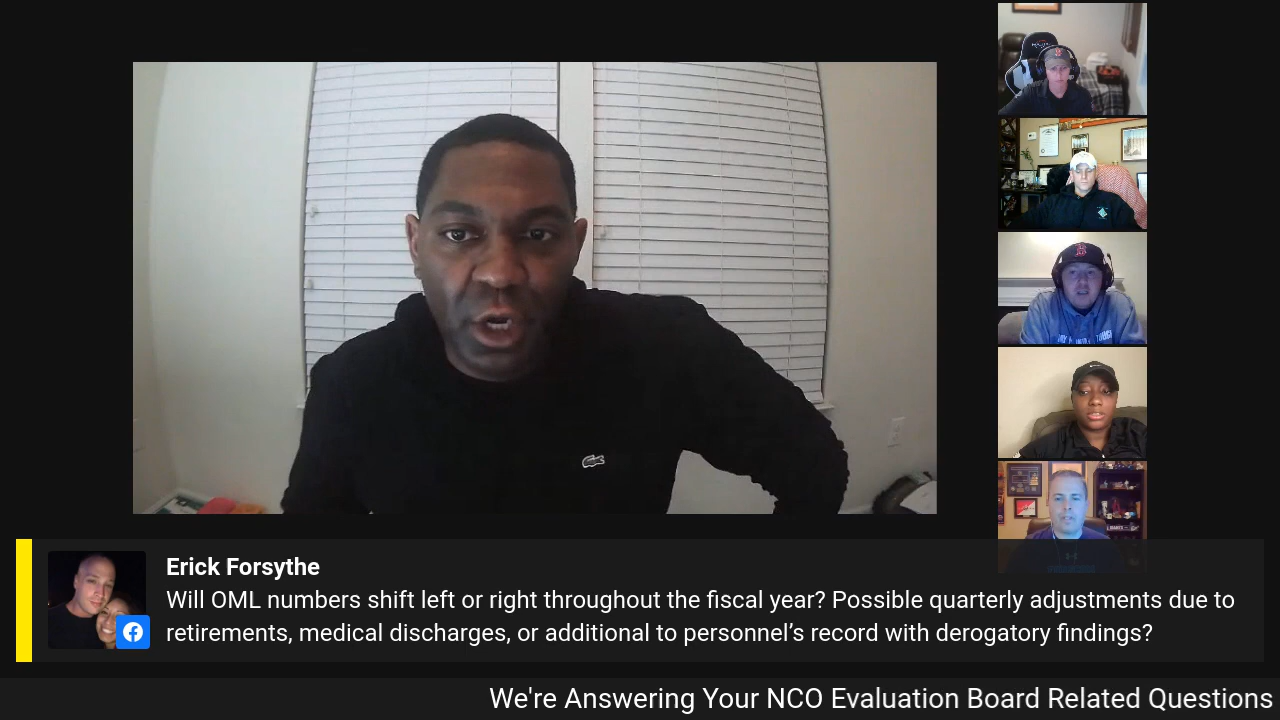 Erick Forsythe
Will OML numbers shift left or right throughout the fiscal year? Possible quarterly adjustments due to
retirements, medical discharges, or additional to personnel’s record with derogatory findings?
We're Answering Your NCO Evaluation Board Related Questions